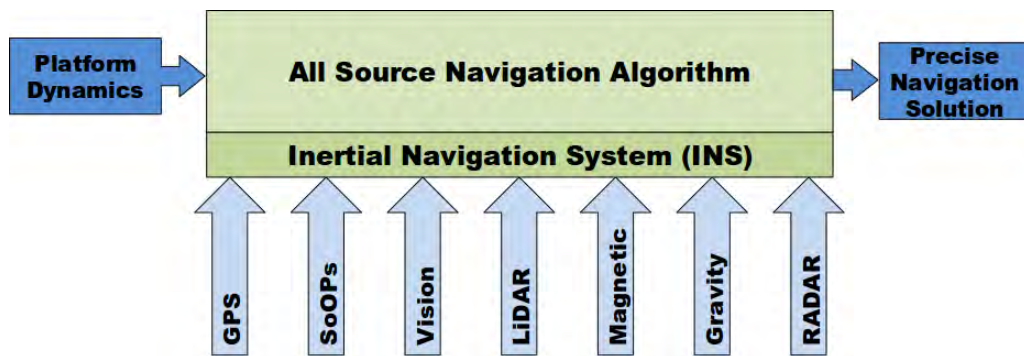 Platform
Dynamics
All Source Navigation Algorithm
Precise
Navigation
Solution
Inertial Navigation System (INS)
GPS
SoOPs
Vision
LiDAR
Magnetic
Gravity
RADAR